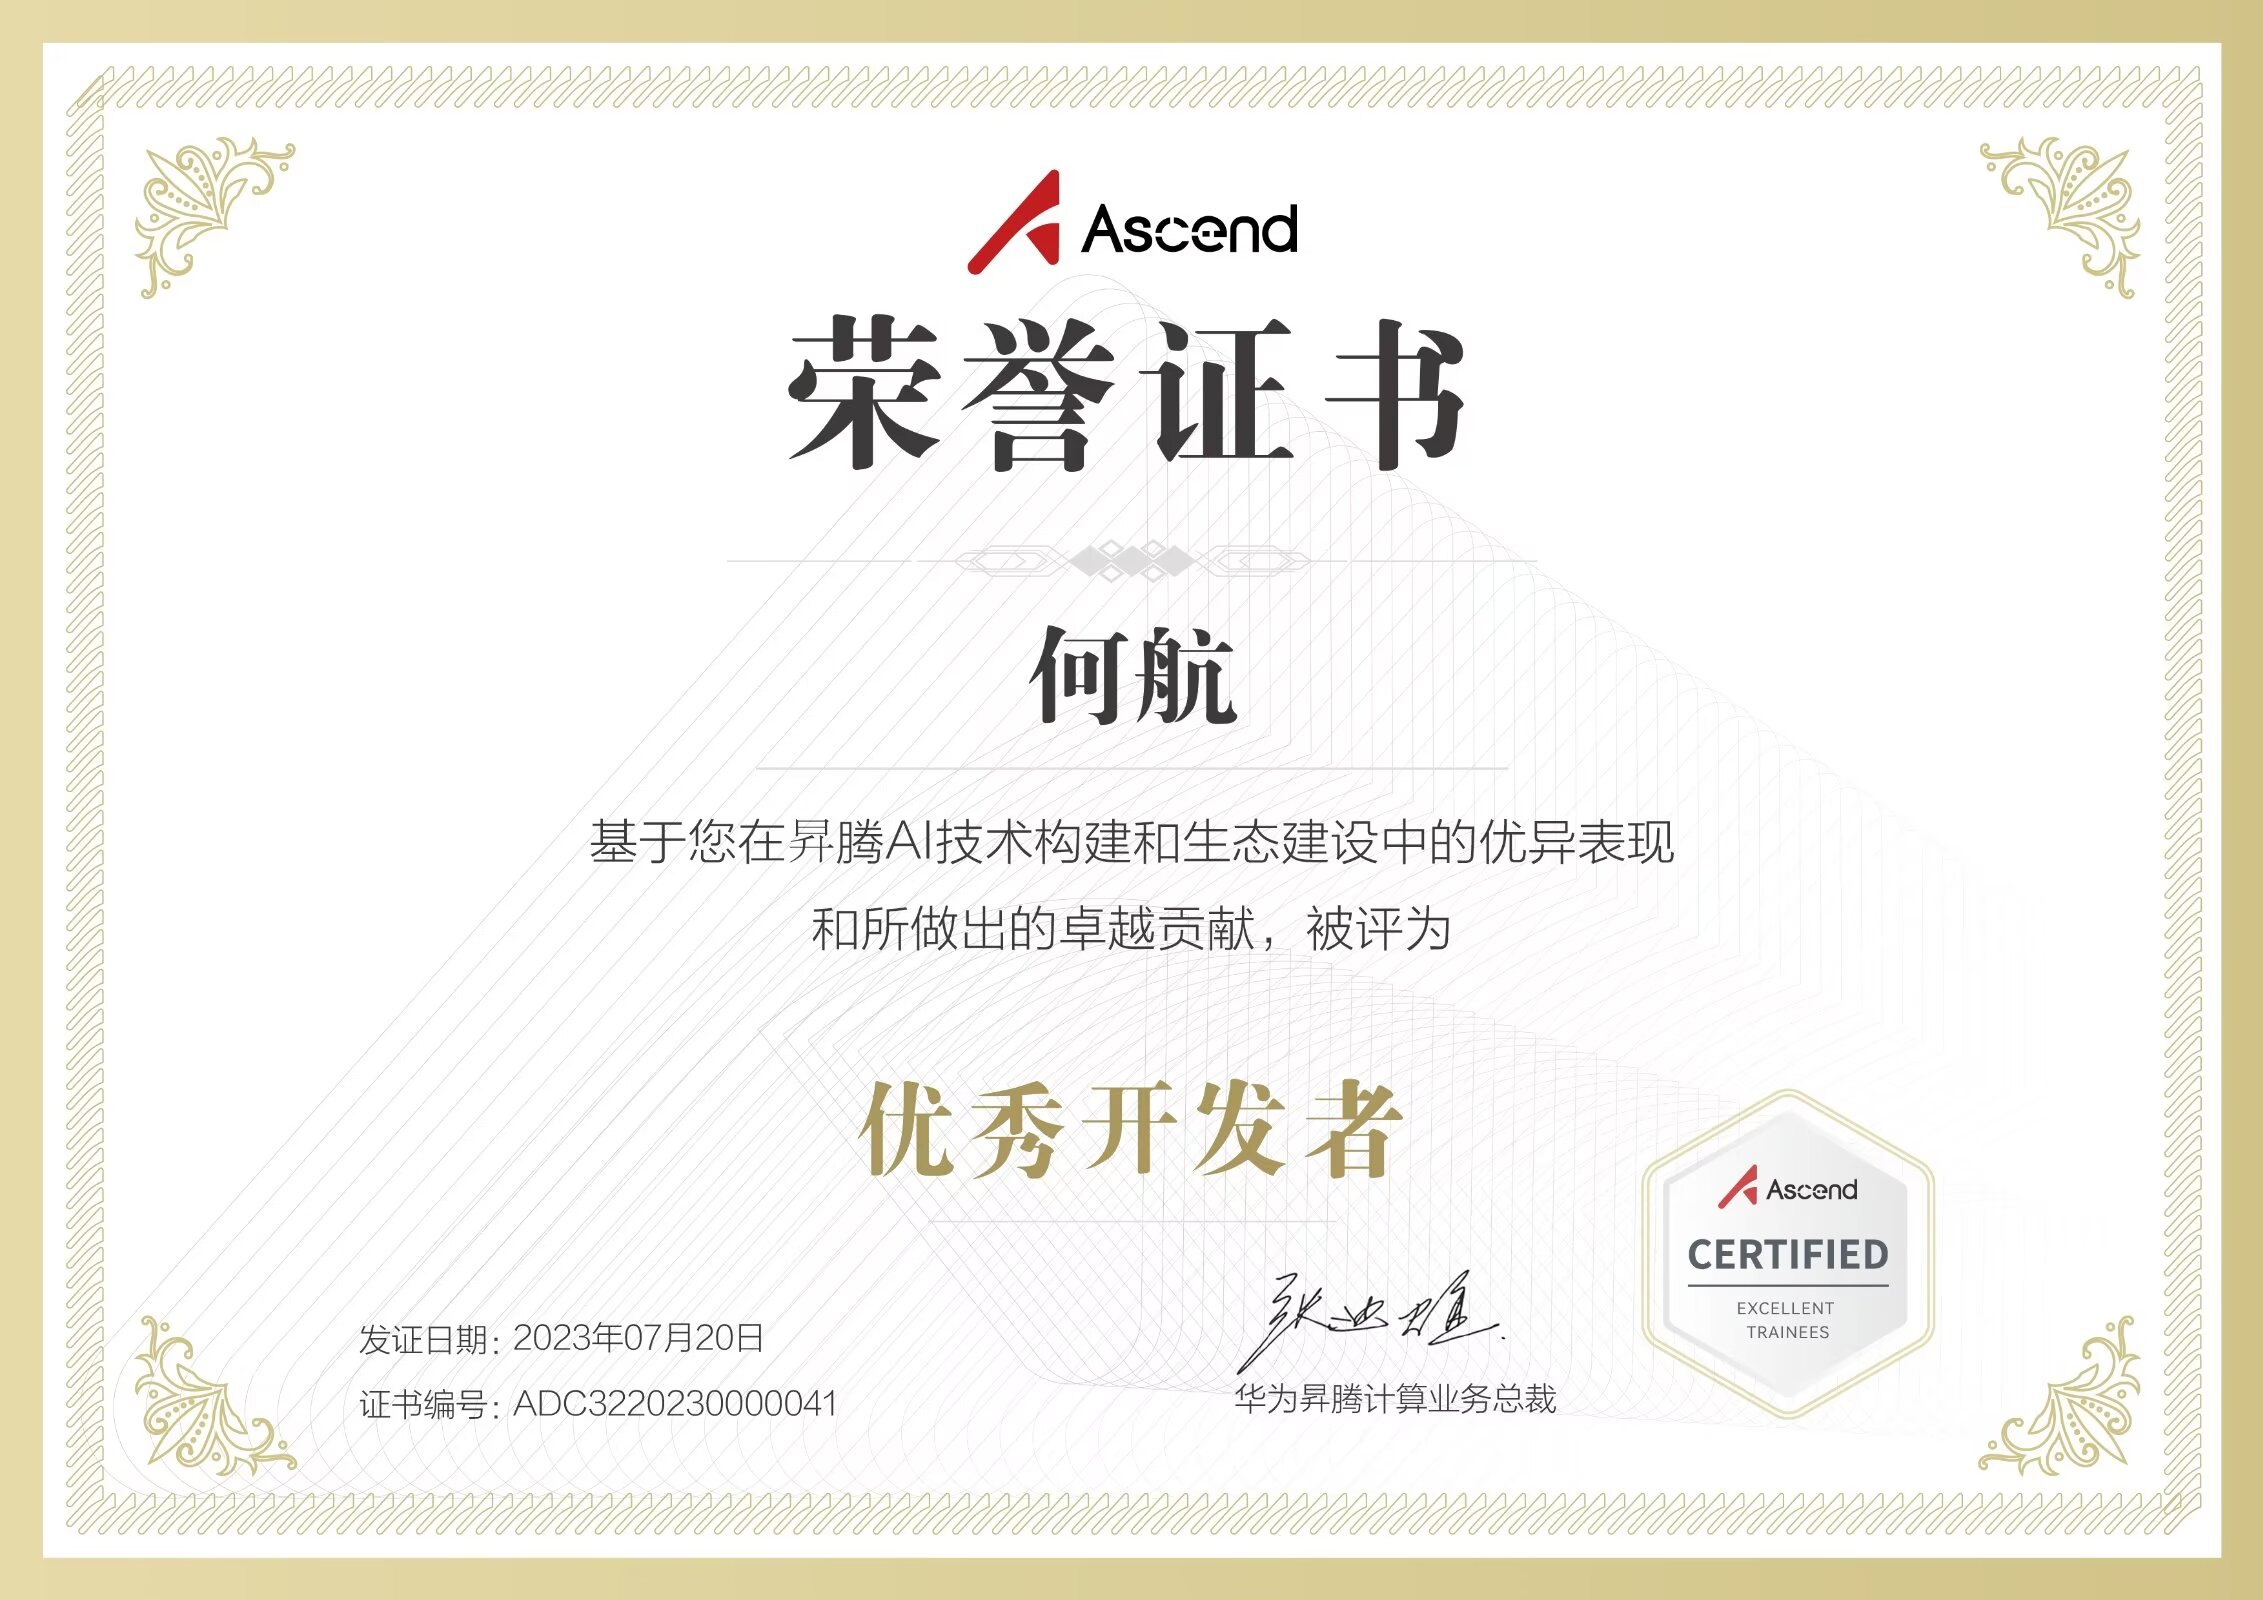 Ascend
荣誉证书
何航
基于您在昇腾AI技术构建和生态建设中的优异表现
和所做出的卓越贡献，被评为
优秀开发者
Ascend
CERTIFIED
EXCELLENT
TRAINEES
发证日期：2023年07月20日
证书编号：ADC3220230000041
华为昇腾计算业务总裁